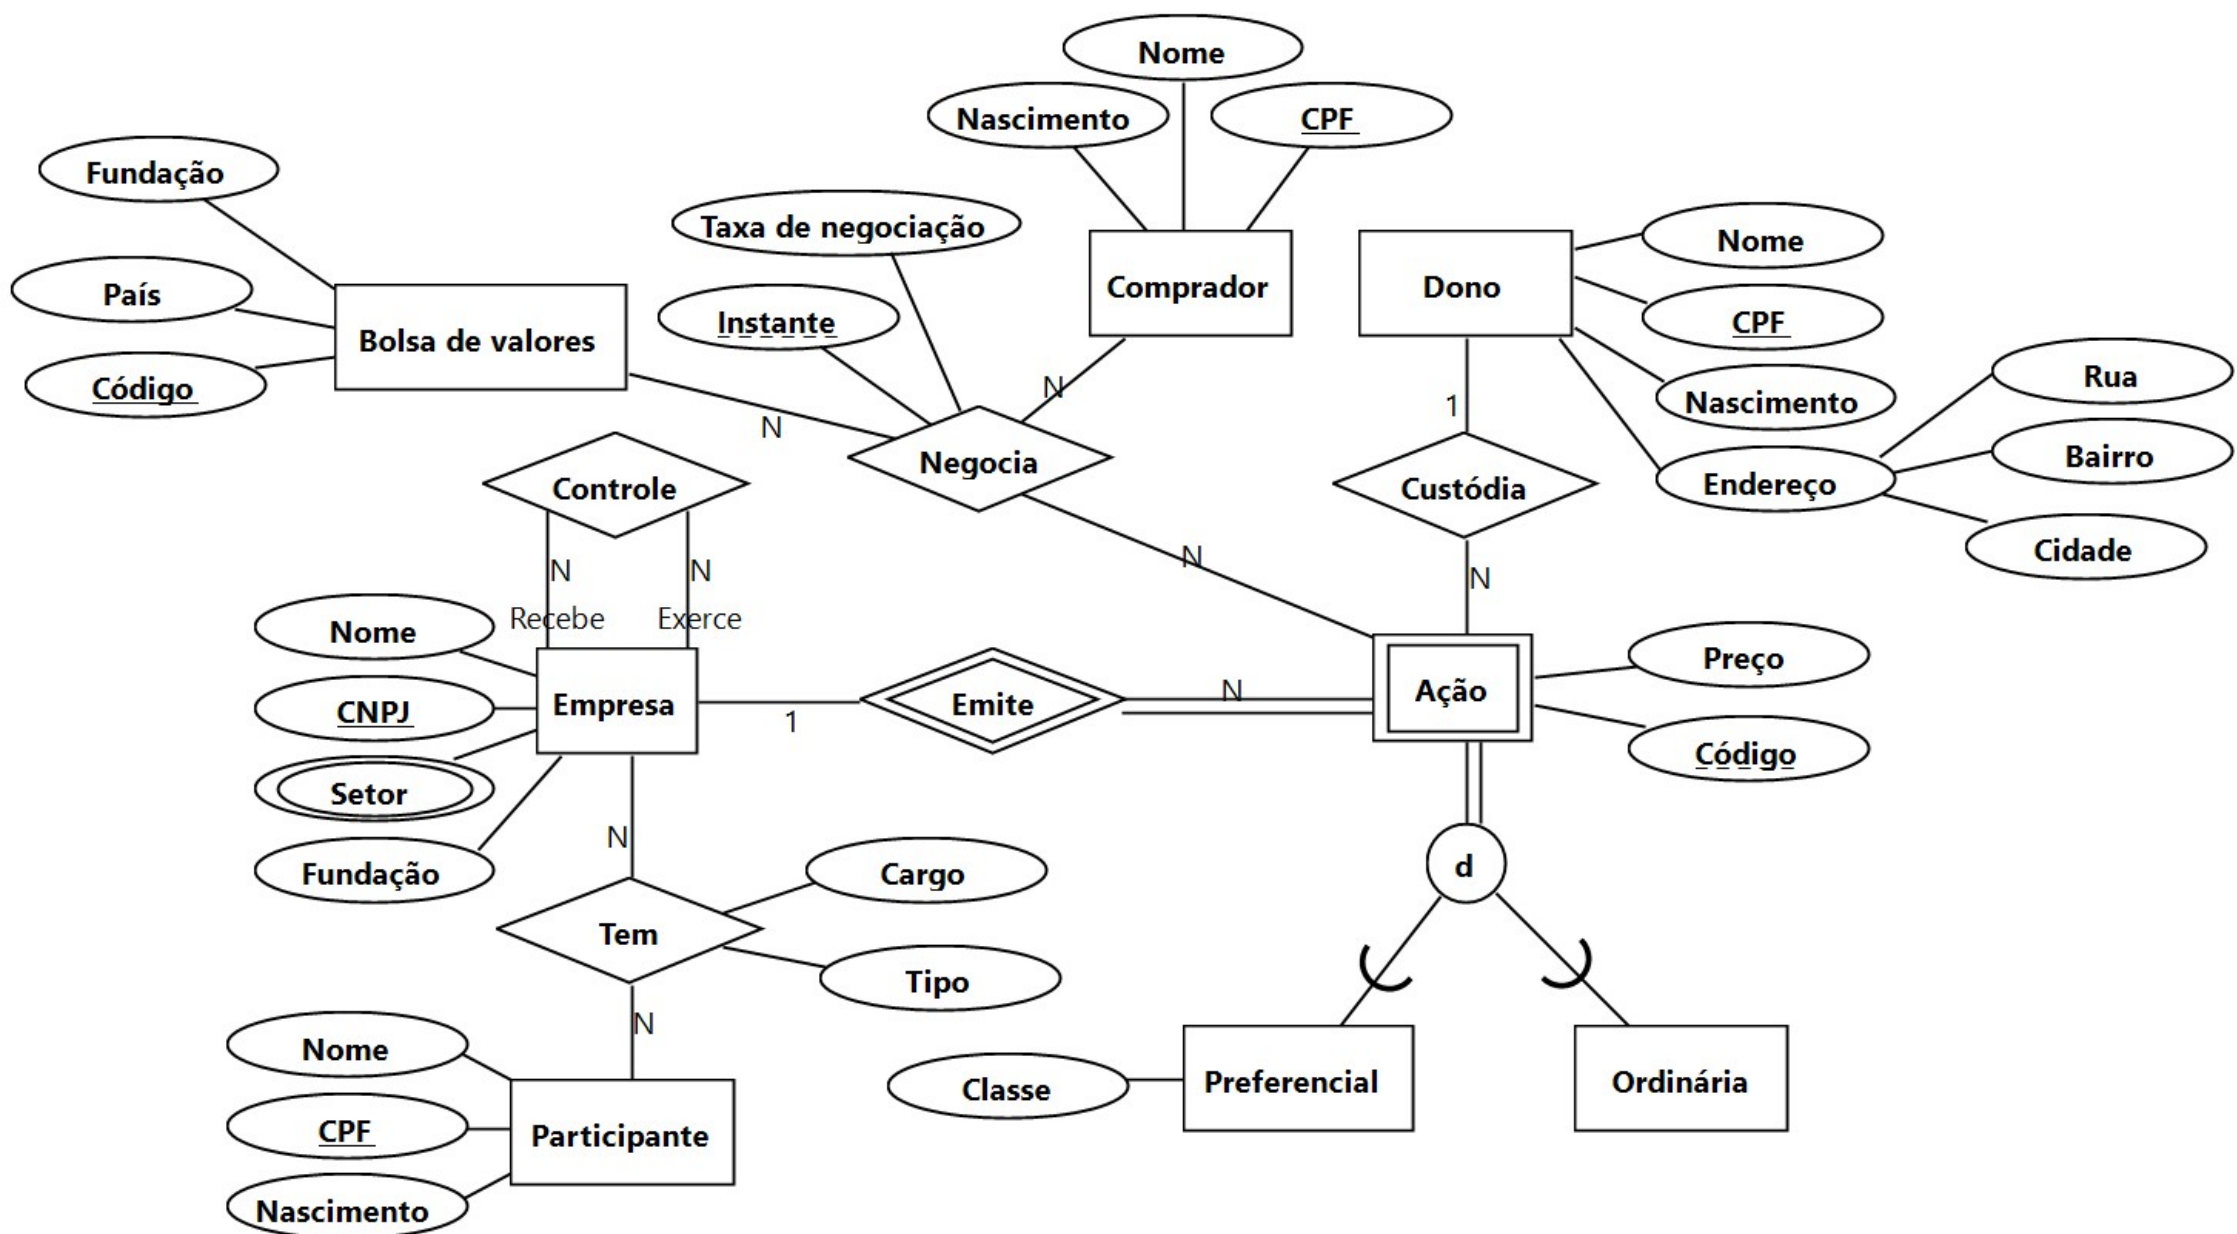 Nome
Nascimento
CPF
Fundação
Taxa de negociação
Nome
País
Comprador
Dono
Instante
CPF
Bolsa de valores
Código
Rua
N
Nascimento
1
N
Negocia
Bairro
Controle
Custódia
Endereço
Cidade
N
N
N
N
Recebe
Exerce
Nome
Preço
Empresa
Emite
N
Ação
CNPJ
1
Código
Setor
N
Fundação
Cargo
d
Tem
Tipo
N
Nome
Classe
Preferencial
Ordinária
CPF
Participante
Nascimento